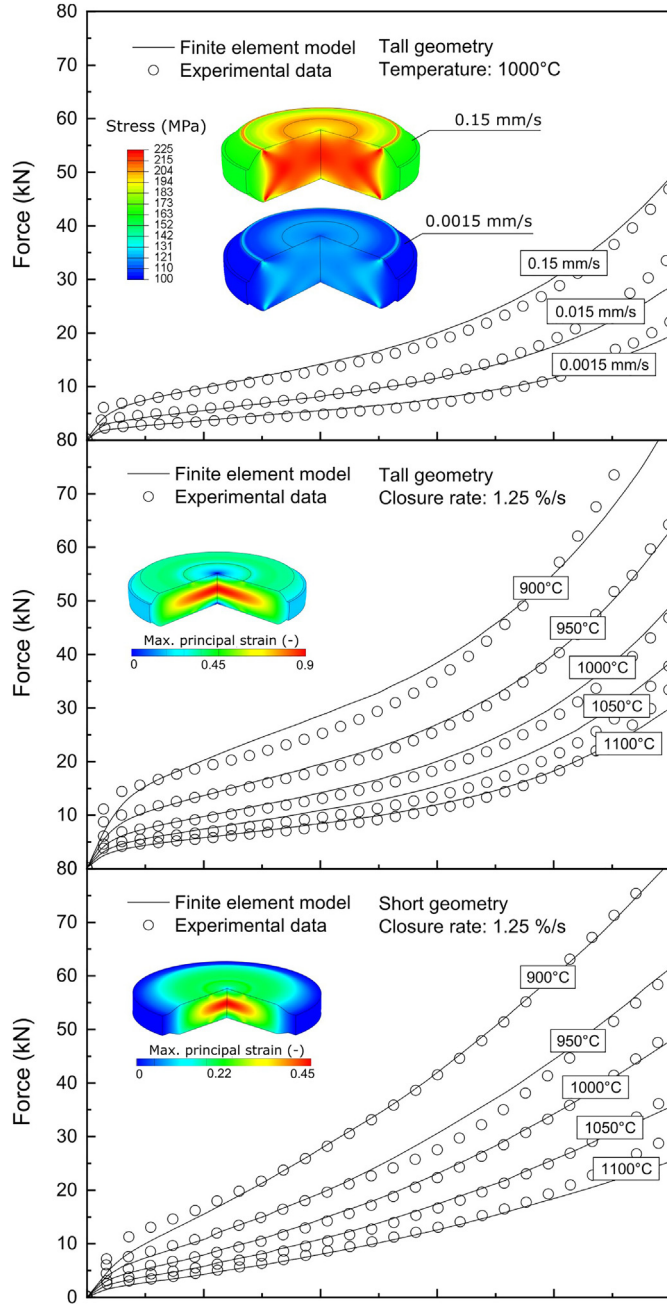 80
70
60
50
40
30
20
10
Force (kN)
Finite element model
Experimental data
Tall geometry
Temperature: 1000°C
Stress (MPa)
225
215
204
194
183
173
163
152
142
131
121
110
100
0.15 mm/s
0.0015 mm/s
0.15 mm/s
0.015 mm/s
0.0015 mm/s
80
70
60
50
40
30
20
10
Force (kN)
Finite element model
Experimental data
Tall geometry
Closure rate: 1.25 %/s
Max. principal strain (-)
0 0.45 0.9
900°C
950°C
1000°C
1050°C
1100°C
80
70
60
50
40
30
20
10
0
Force (kN)
Finite element model
Experimental data
Short geometry
Closure rate: 1.25 %/s
Max. principal strain (-)
0 0.22 0.45
900°C
950°C
1000°C
1050°C
1100°C